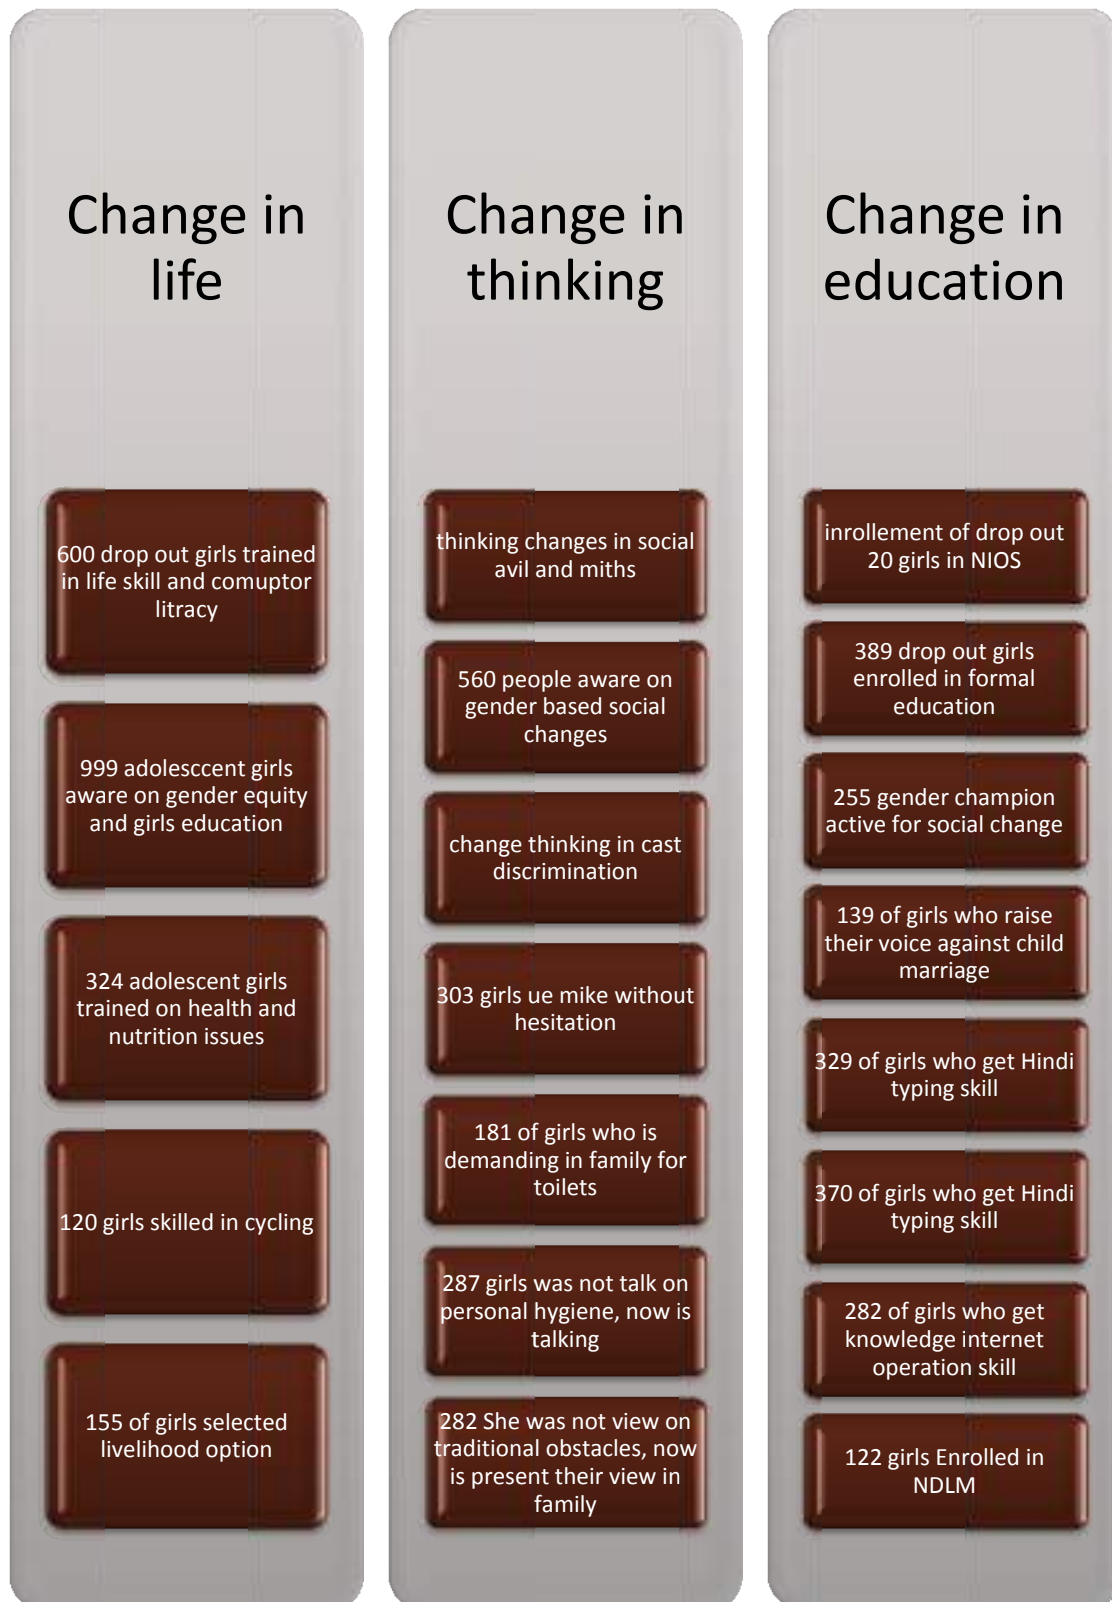 Change in
life
600 drop out girls trained
in life skill and comuptor
litracy
999 adolesccent girls
aware on gender equity
and girls education
324 adolescent girls
trained on health and
nutrition issues
120 girls skilled in cycling
155 of girls selected
livelihood option
Change in
thinking
thinking changes in social
avil and miths
560 people aware on
gender based social
changes
change thinking in cast
discrimination
303 girls ue mike without
hesitation
181 of girls who is
demanding in family for
toilets
287 girls was not talk on
personal hygiene, now is
talking
282 She was not view on
traditional obstacles, now
is present their view in
family
Change in
education
inrollement of drop out
20 girls in NIOS
389 drop out girls
enrolled in formal
education
255 gender champion
active for social change
139 of girls who raise
their voice against child
marriage
329 of girls who get Hindi
typing skill
370 of girls who get Hindi
typing skill
282 of girls who get
knowledge internet
operation skill
122 girls Enrolled in
NDLM